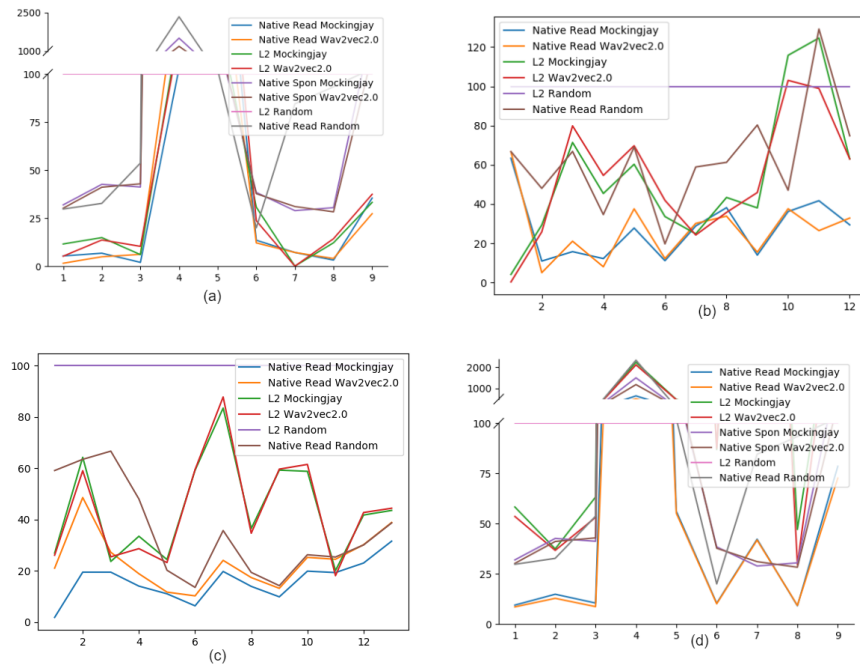 2500
1000
100
75
50
25
0
1 2 3 4 5 6 7 8 9
Native Read Mockingjay
Native Read Wav2vec2.0
L2 Mockingjay
L2 Wav2vec2.0
Native Spon Mockingjay
Native Spon Wav2vec2.0
L2 Random
Native Read Random
(a)
120
100
80
60
40
20
0
2 4 6 8 10 12
Native Read Mockingjay
Native Read Wav2vec2.0
L2 Mockingjay
L2 Wav2vec2.0
L2 Random
Native Read Random
(b)
100
80
60
40
20
0
2 4 6 8 10 12
Native Read Mockingjay
Native Read Wav2vec2.0
L2 Mockingjay
L2 Wav2vec2.0
L2 Random
Native Read Random
(c)
2000
1000
100
75
50
25
0
1 2 3 4 5 6 7 8 9
Native Read Mockingjay
Native Read Wav2vec2.0
L2 Mockingjay
L2 Wav2vec2.0
Native Spon Mockingjay
Native Spon Wav2vec2.0
L2 Random
Native Read Random
(d)